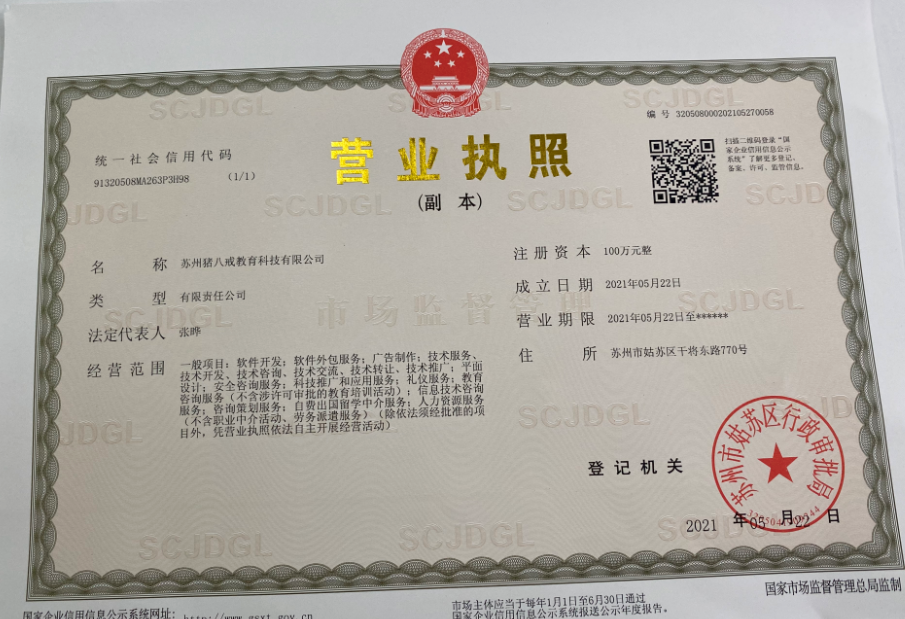 编 号 320508000202105270058
统一社会信用代码
91320508MA263P3H98 (1/1)
营业执照
(副 本)
扫描二维码登录“国
家企业信用信息公示
系统”了解更多登记、
备案、许可、监管信息。
名 称 苏州猪八戒教育科技有限公司
类 型 有限责任公司
法定代表人 张晔
经营范围 一般项目:软件开发;软件外包服务;广告制作;技术服务、
技术开发、技术咨询、技术交流、技术转让、技术推广;平面
设计;安全咨询服务;科技推广和应用服务;礼仪服务;教育
咨询服务(不含涉许可审批的教育培训活动);信息技术咨询
服务;咨询策划服务;自费出国留学中介服务;人力资源服务
(不含职业中介活动、劳务派遣服务)(除依法须经批准的项
目外,凭营业执照依法自主开展经营活动)
注册资本 100万元整
成立日期 2021年05月22日
营业期限 2021年05月22日至******
住 所 苏州市姑苏区干将东路770号
登记机关
苏州市姑苏区行政审批局
2021 年 05 月 22 日
SCJDGL
市场监督管理
国家企业信用信息公示系统网址: http://www.gsxt.gov.cn
市场主体应当于每年1月1日至6月30日通过
国家企业信用信息公示系统报送公示年度报告。
国家市场监督管理总局监制